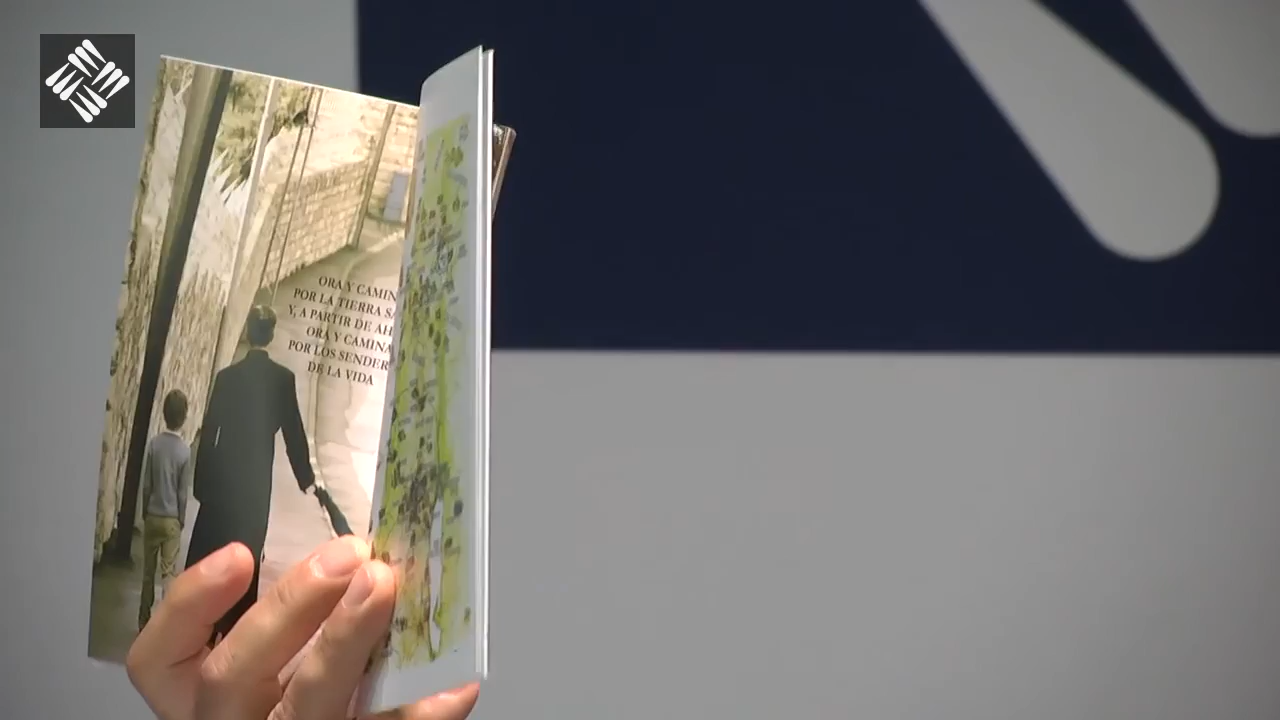 ORA Y CAMIN
POR LA TIERRA SA
Y, A PARTIR DE AH
ORA Y CAMINA
POR LOS SENDER
DE LA VIDA